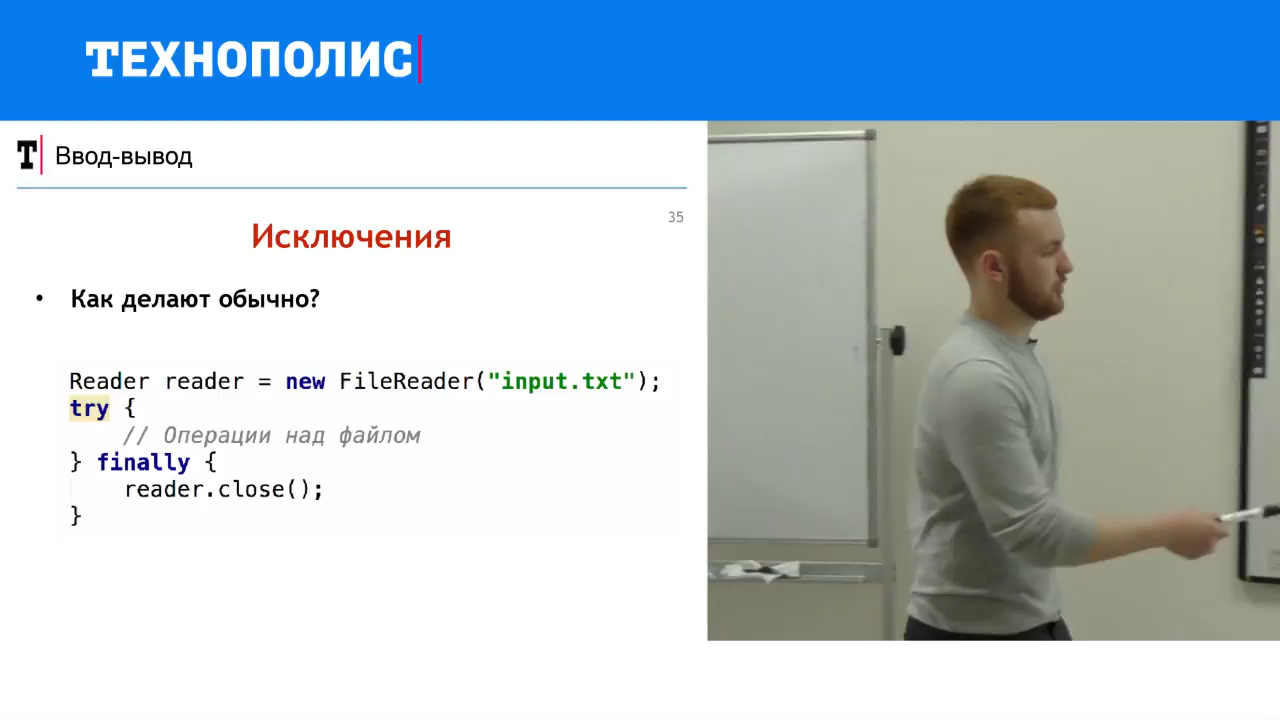 ТЕХНОПОЛИС
Т Ввод-вывод
35
Исключения
• Как делают обычно?
Reader reader = new FileReader("input.txt");
try {
    // Операции над файлом
} finally {
    reader.close();
}